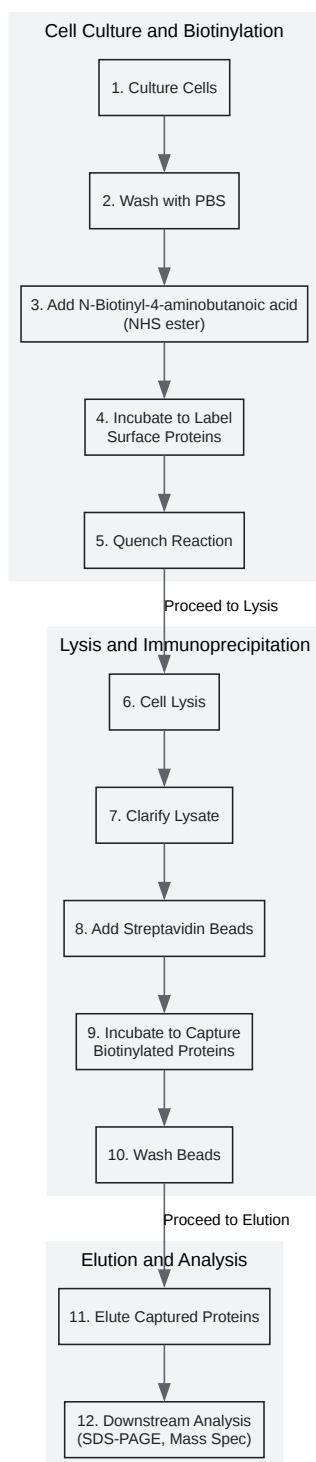 Cell Culture and Biotinylation
1. Culture Cells
2. Wash with PBS
3. Add N-Biotinyl-4-aminobutanoic acid
(NHS ester)
4. Incubate to Label
Surface Proteins
5. Quench Reaction
Proceed to Lysis
Lysis and Immunoprecipitation
6. Cell Lysis
7. Clarify Lysate
8. Add Streptavidin Beads
9. Incubate to Capture
Biotinylated Proteins
10. Wash Beads
Proceed to Elution
Elution and Analysis
11. Elute Captured Proteins
12. Downstream Analysis
(SDS-PAGE, Mass Spec)